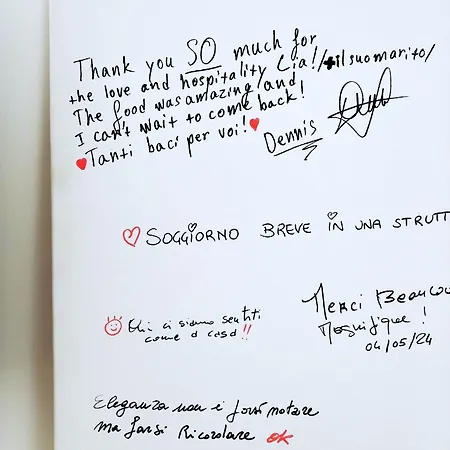 Thank you SO much for
the love and hospitality Lia!/+il suo marito/
The food was amazing and
I can't wait to come back!
♥Tanti baci per voi!♥
Dennis
♡ SOGGIORNO BREVE IN UNA STRUTT
Merci Beaucou
Magnifique!
04/05/24
ci siamo sentiti
come a casa!!
Eleganza non è farsi notare
ma farsi Ricordare ok